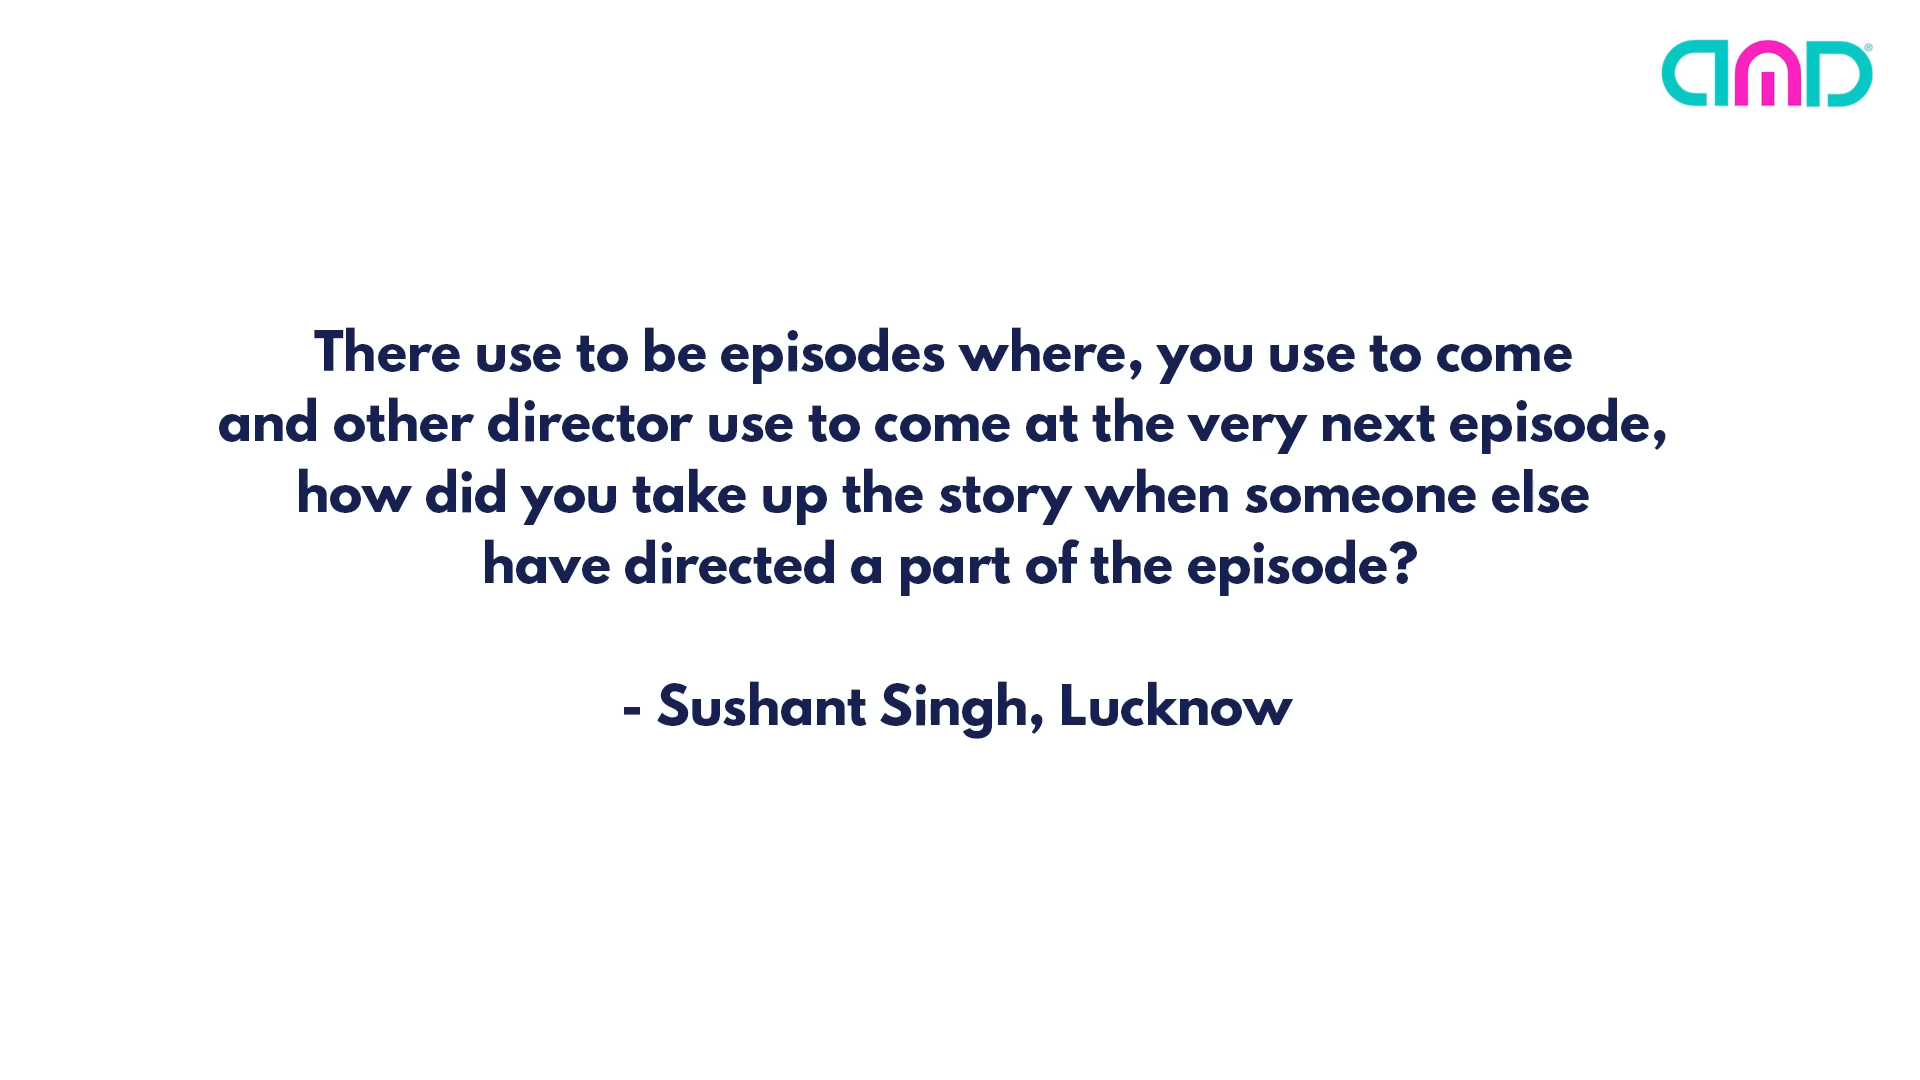 There use to be episodes where, you use to come
and other director use to come at the very next episode,
how did you take up the story when someone else
have directed a part of the episode?
- Sushant Singh, Lucknow